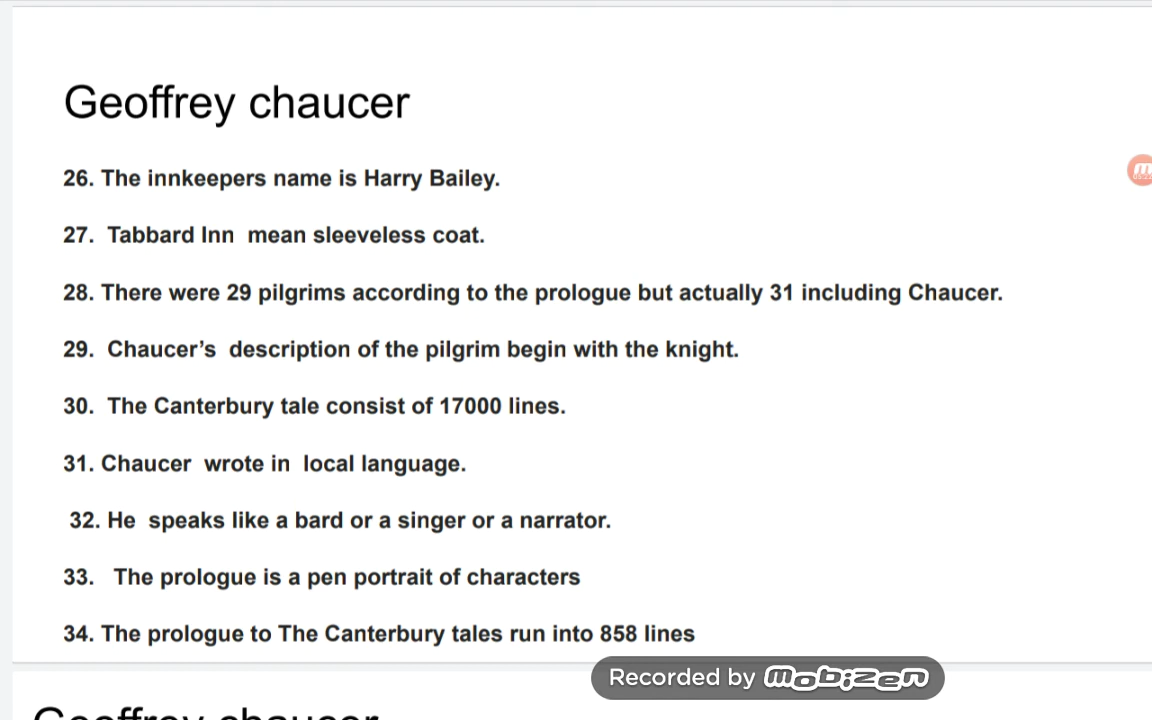 Geoffrey chaucer
26. The innkeepers name is Harry Bailey.
27. Tabbard Inn mean sleeveless coat.
28. There were 29 pilgrims according to the prologue but actually 31 including Chaucer.
29. Chaucer’s description of the pilgrim begin with the knight.
30. The Canterbury tale consist of 17000 lines.
31. Chaucer wrote in local language.
32. He speaks like a bard or a singer or a narrator.
33. The prologue is a pen portrait of characters
34. The prologue to The Canterbury tales run into 858 lines
Recorded by mobizen
Geoffrey chaucer